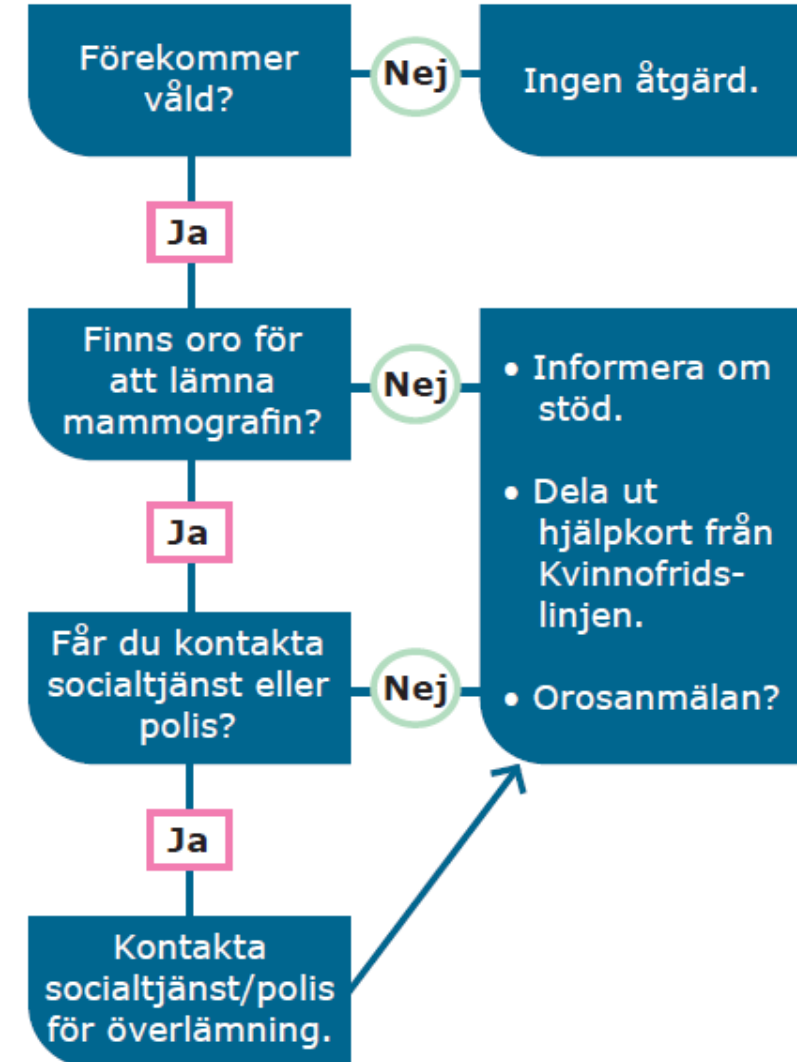 Förekommer
våld?
Nej
Ingen åtgärd.
Ja
Finns oro för
att lämna
mammografin?
Nej
• Informera om
stöd.
• Dela ut
hjälpkort från
Kvinnofrids-
linjen.
• Orosanmälan?
Ja
Får du kontakta
socialtjänst eller
polis?
Nej
Ja
Kontakta
socialtjänst/polis
för överlämning.